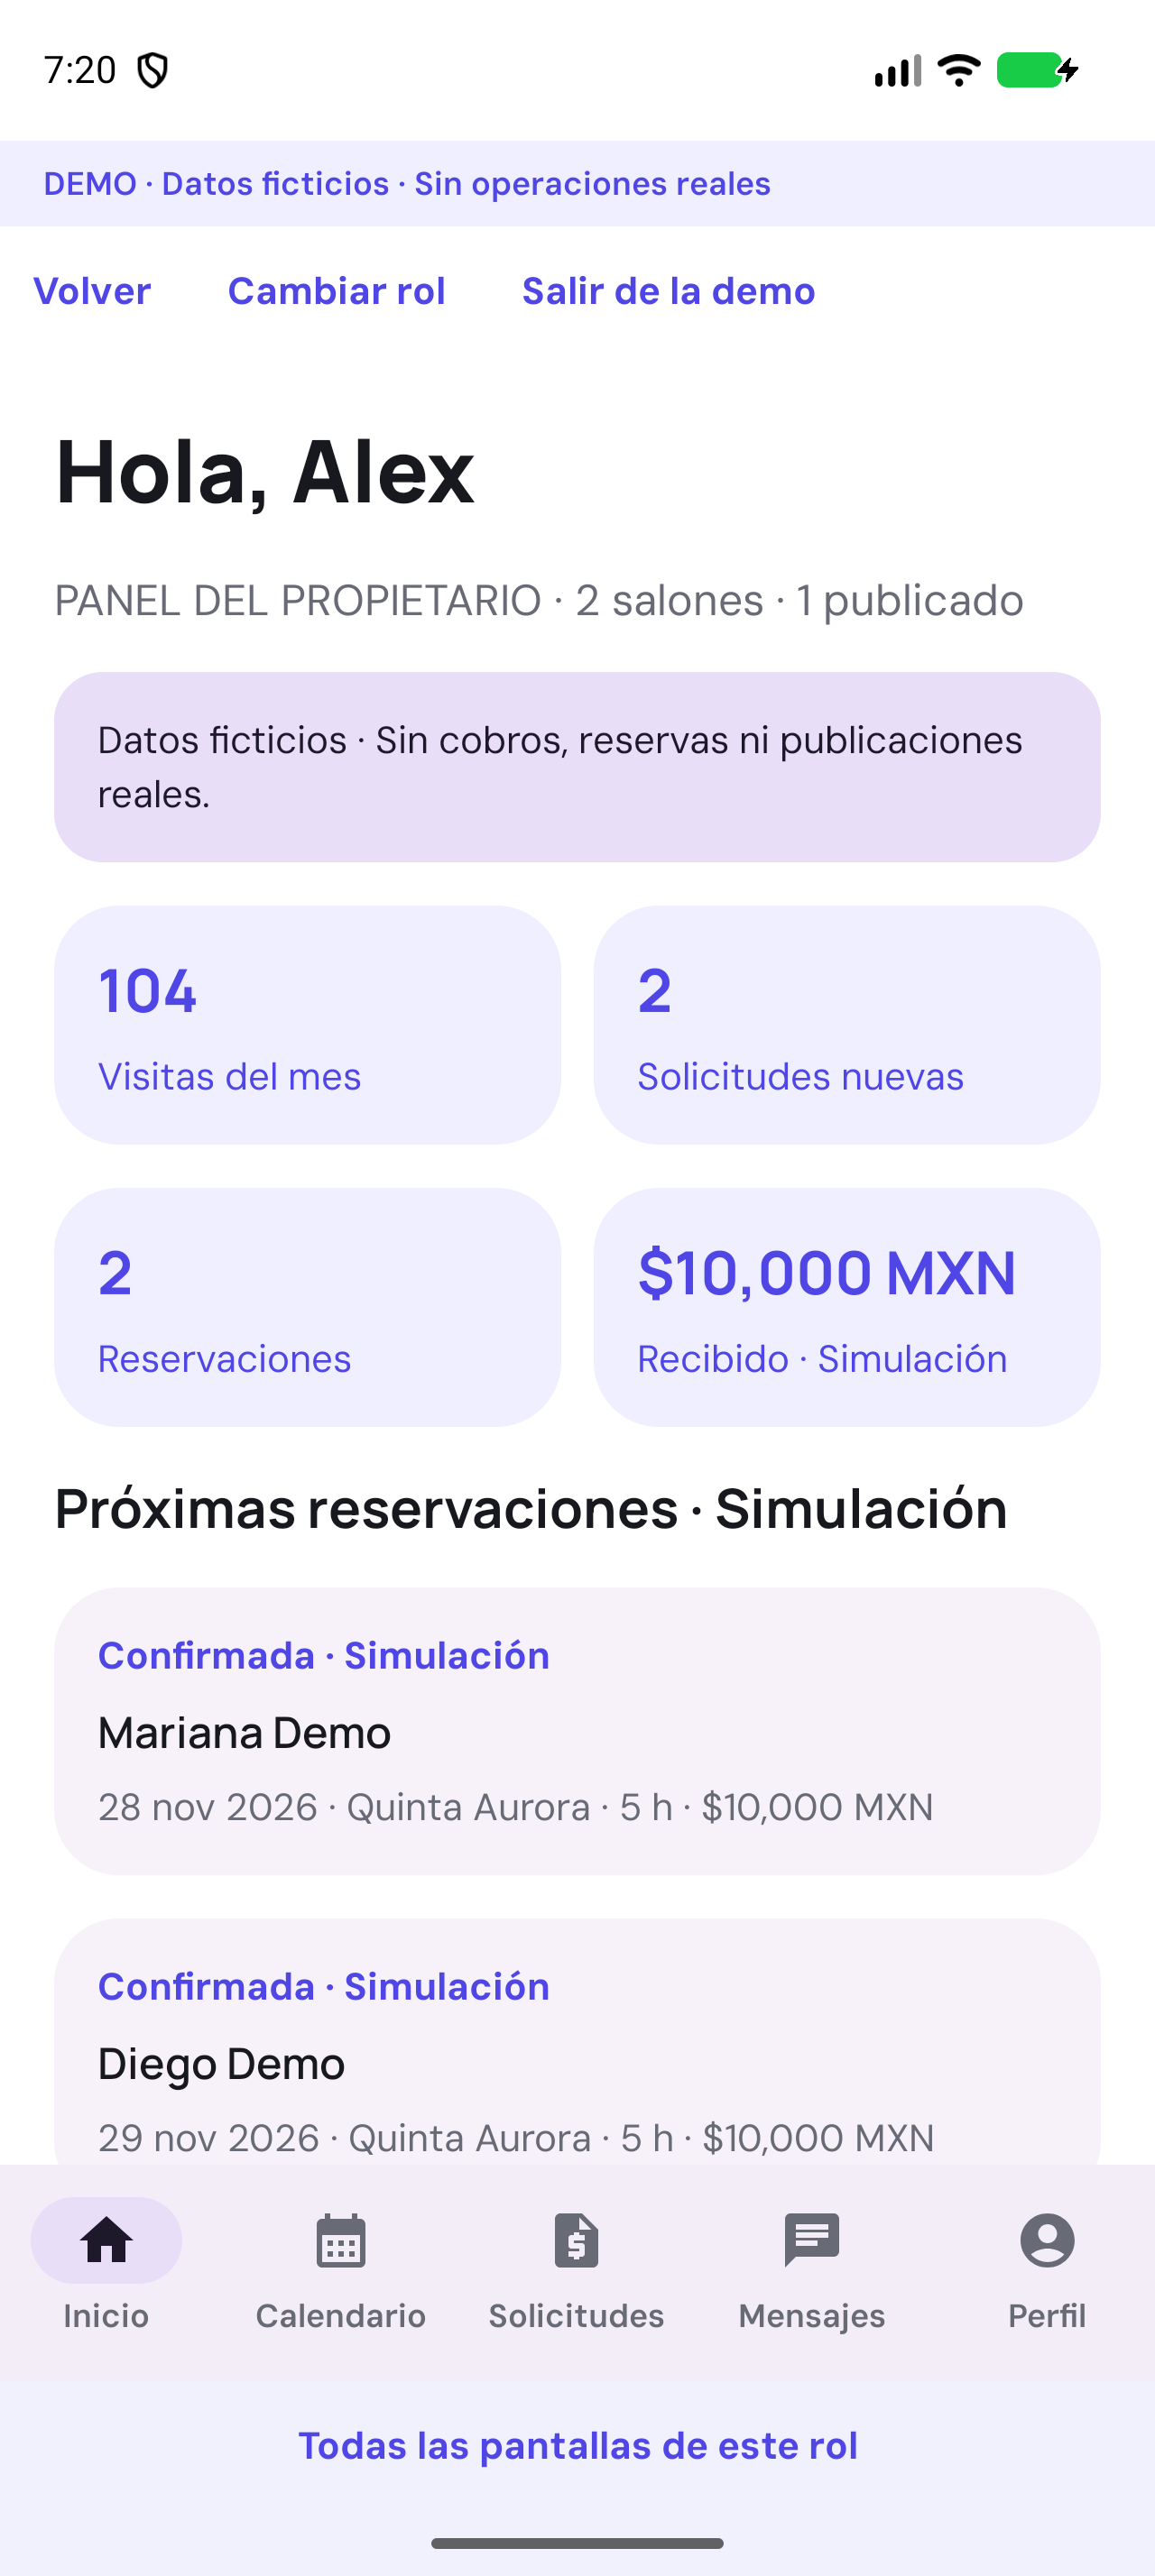 7:20
DEMO · Datos ficticios · Sin operaciones reales
Volver Cambiar rol Salir de la demo
Hola, Alex
PANEL DEL PROPIETARIO · 2 salones · 1 publicado
Datos ficticios · Sin cobros, reservas ni publicaciones
reales.
104
Visitas del mes
2
Solicitudes nuevas
2
Reservaciones
$10,000 MXN
Recibido · Simulación
Próximas reservaciones · Simulación
Confirmada · Simulación
Mariana Demo
28 nov 2026 · Quinta Aurora · 5 h · $10,000 MXN
Confirmada · Simulación
Diego Demo
29 nov 2026 · Quinta Aurora · 5 h · $10,000 MXN
Inicio Calendario Solicitudes Mensajes Perfil
Todas las pantallas de este rol